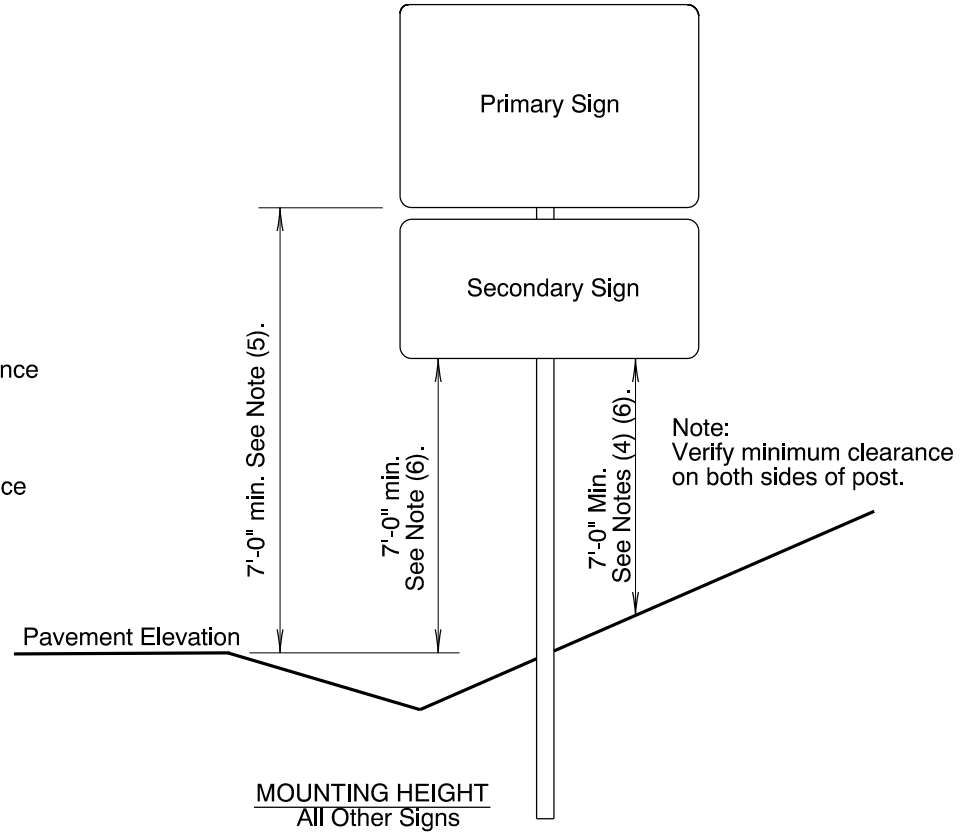 Primary Sign
Secondary Sign
nce
ce
7'-0" min. See Note (5).
7'-0" min.
See Note (6).
7'-0" Min.
See Notes (4) (6).
Note:
Verify minimum clearance
on both sides of post.
Pavement Elevation
MOUNTING HEIGHT
All Other Signs